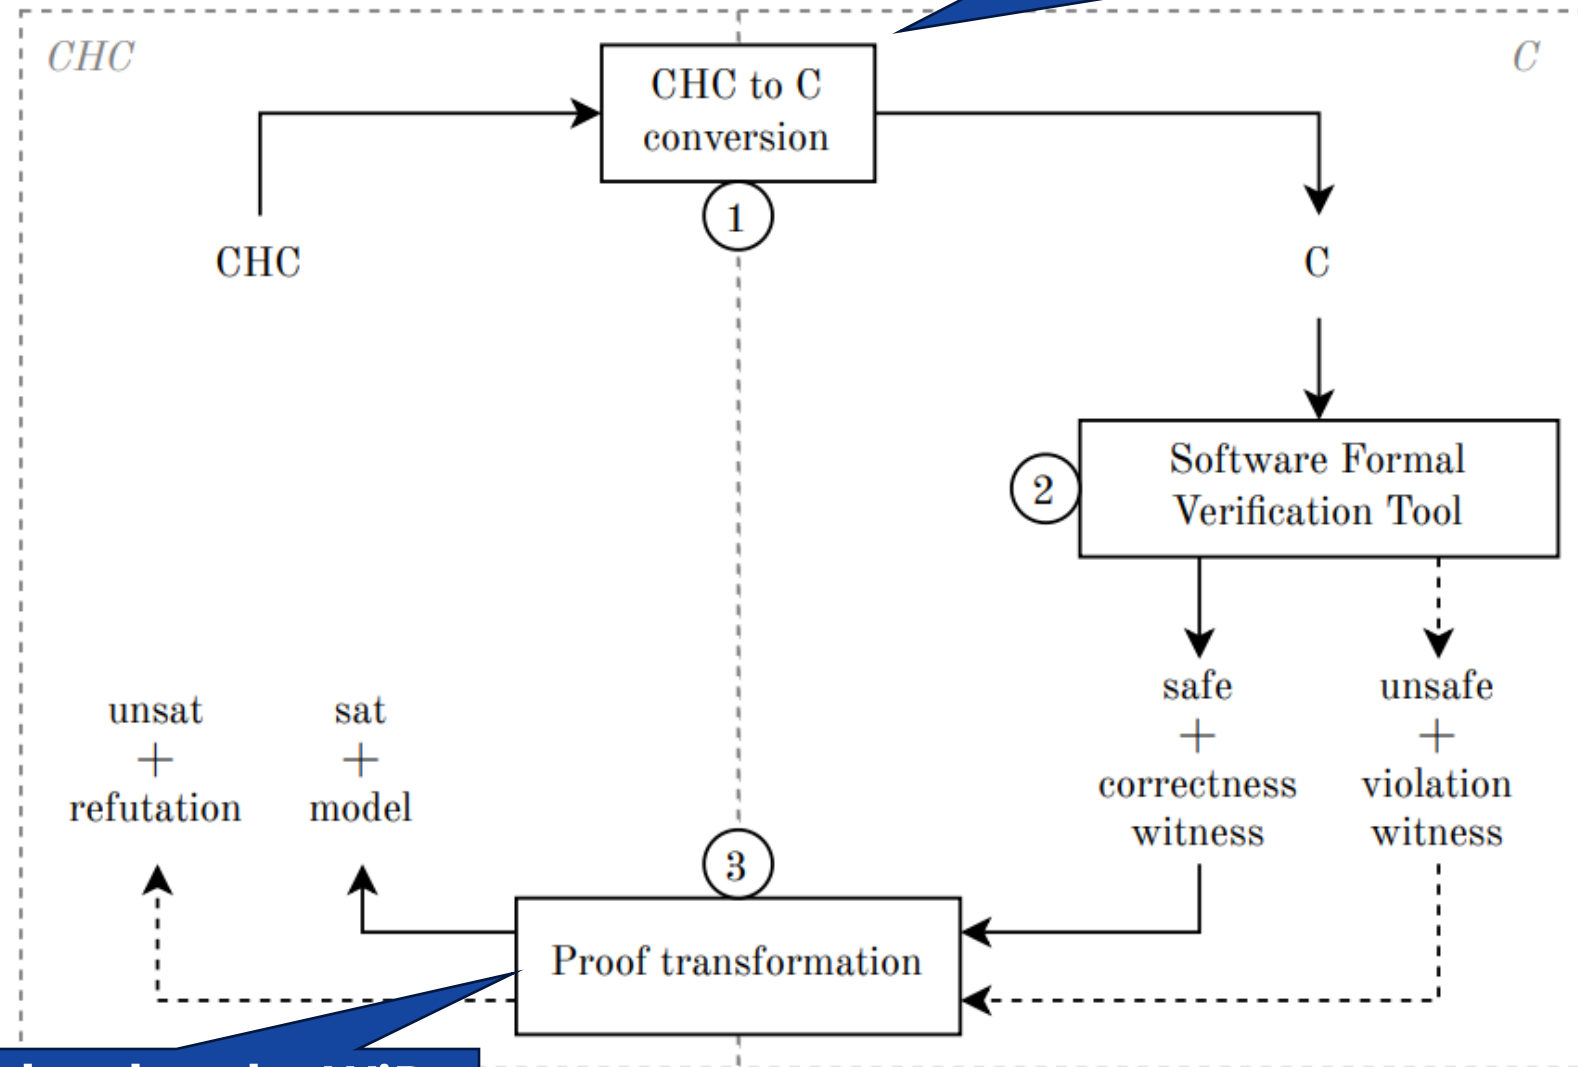 CHC
C
CHC to C
conversion
1
CHC
C
2
Software Formal
Verification Tool
unsat
+
refutation
sat
+
model
safe
+
correctness
witness
unsafe
+
violation
witness
3
Proof transformation